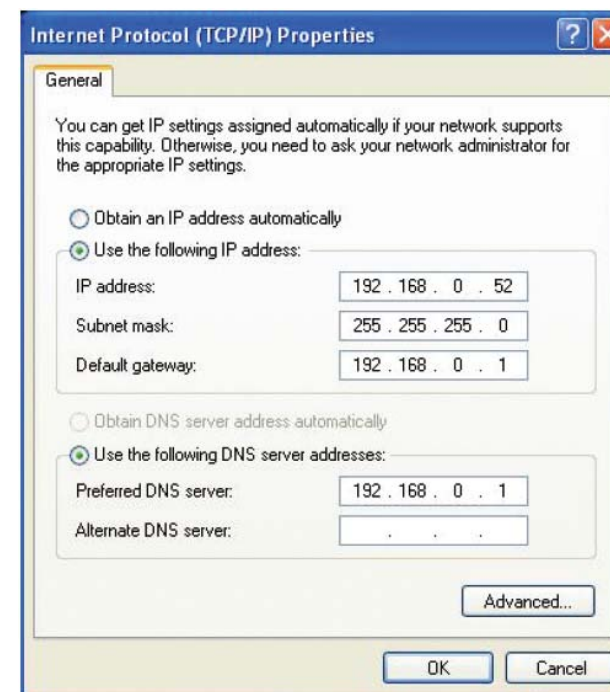 Internet Protocol (TCP/IP) Properties
General
You can get IP settings assigned automatically if your network supports
this capability. Otherwise, you need to ask your network administrator for
the appropriate IP settings.
Obtain an IP address automatically
Use the following IP address:
IP address: 192 . 168 . 0 . 52
Subnet mask: 255 . 255 . 255 . 0
Default gateway: 192 . 168 . 0 . 1
Obtain DNS server address automatically
Use the following DNS server addresses:
Preferred DNS server: 192 . 168 . 0 . 1
Alternate DNS server: . . .
Advanced...
OK Cancel